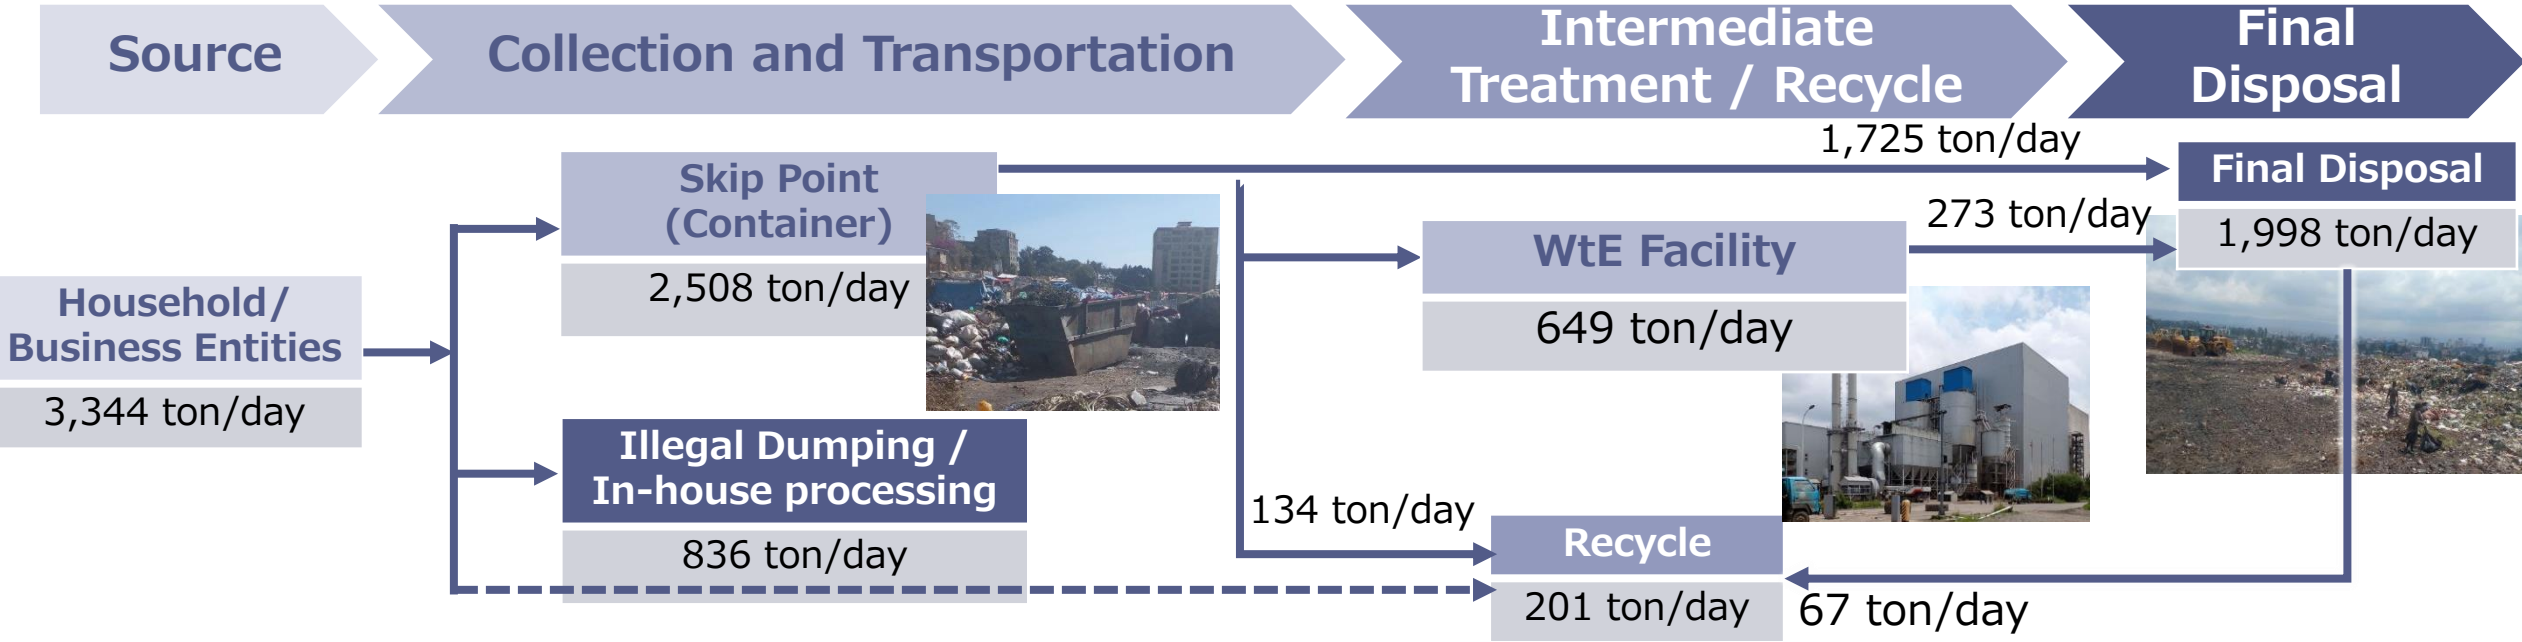 Source
Collection and Transportation
Intermediate
Treatment / Recycle
Final
Disposal
1,725 ton/day
Skip Point
(Container)
2,508 ton/day
Final Disposal
1,998 ton/day
273 ton/day
WtE Facility
649 ton/day
Household/
Business Entities
3,344 ton/day
Illegal Dumping /
In-house processing
836 ton/day
134 ton/day
Recycle
201 ton/day
67 ton/day